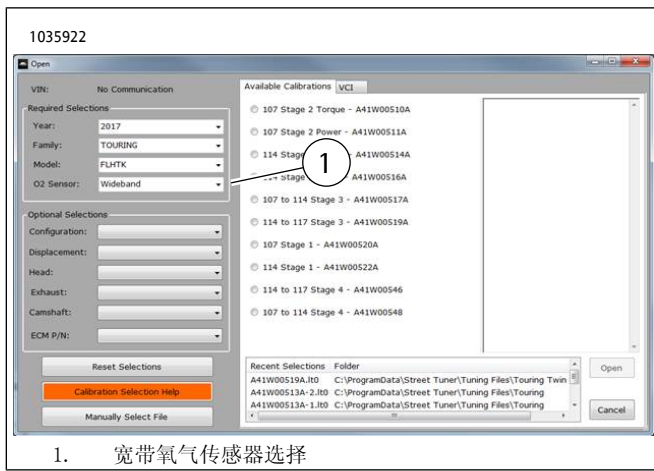 1035922
Open
VIN: No Communication
Required Selections
Year: 2017
Family: TOURING
Model: FLHTK
O2 Sensor: Wideband
Optional Selections
Configuration:
Displacement:
Head:
Exhaust:
Camshaft:
ECM P/N:
Reset Selections
Calibration Selection Help
Manually Select File
Available Calibrations VCI
107 Stage 2 Torque - A41W00510A
107 Stage 2 Power - A41W00511A
114 Stage - A41W00514A
Stage A41W00516A
107 to 114 Stage 3 - A41W00517A
114 to 117 Stage 3 - A41W00519A
107 Stage 1 - A41W00520A
114 Stage 1 - A41W00522A
114 to 117 Stage 4 - A41W00546
107 to 114 Stage 4 - A41W00548
1
Recent Selections Folder
A41W00519A.lt0 C:\ProgramData\Street Tuner\Tuning Files\Touring Twin
A41W00513A-2.lt0 C:\ProgramData\Street Tuner\Tuning Files\Touring
A41W00513A-1.lt0 C:\ProgramData\Street Tuner\Tuning Files\Touring
Open
Cancel
1. 宽带氧气传感器选择